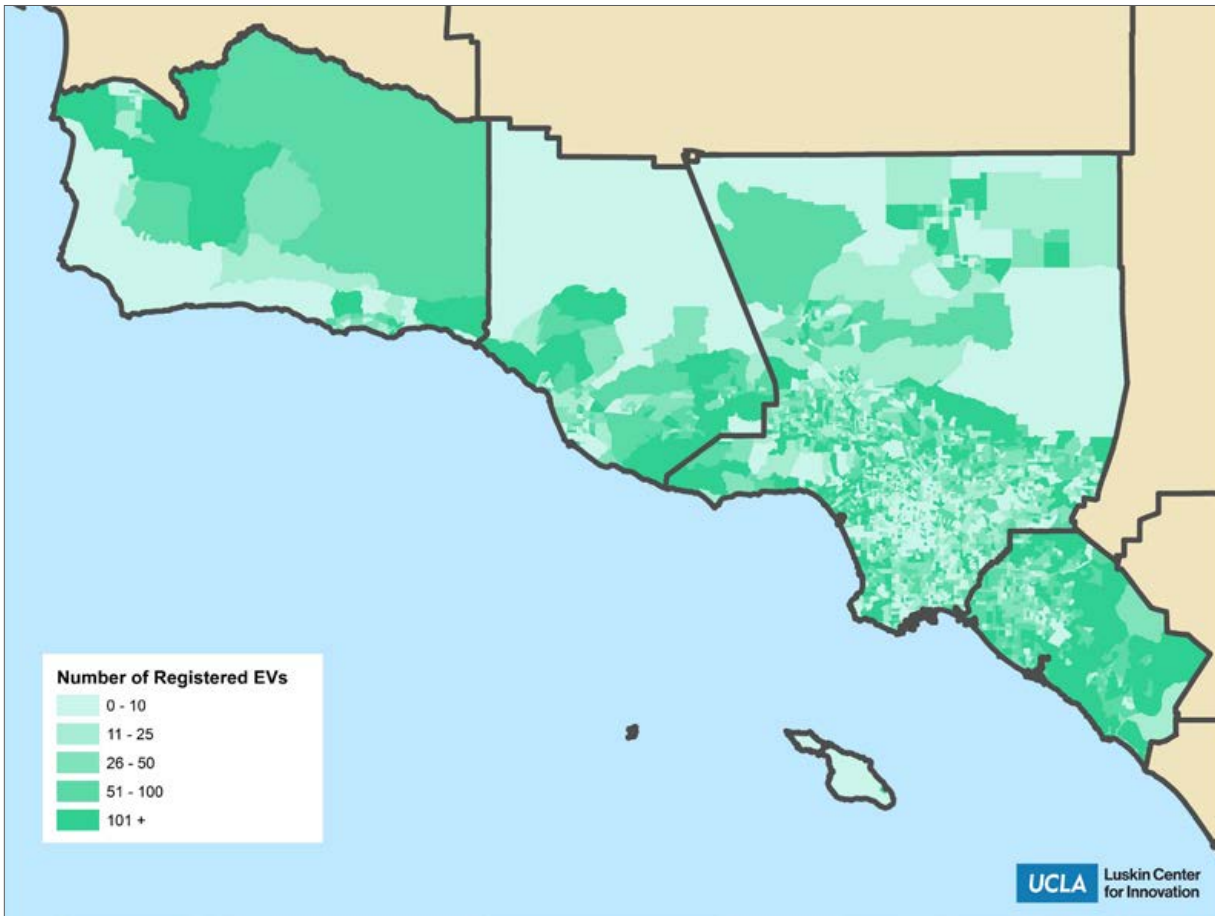 Number of Registered EVs
0 - 10
11 - 25
26 - 50
51 - 100
101 +
UCLA
Luskin Center
for Innovation